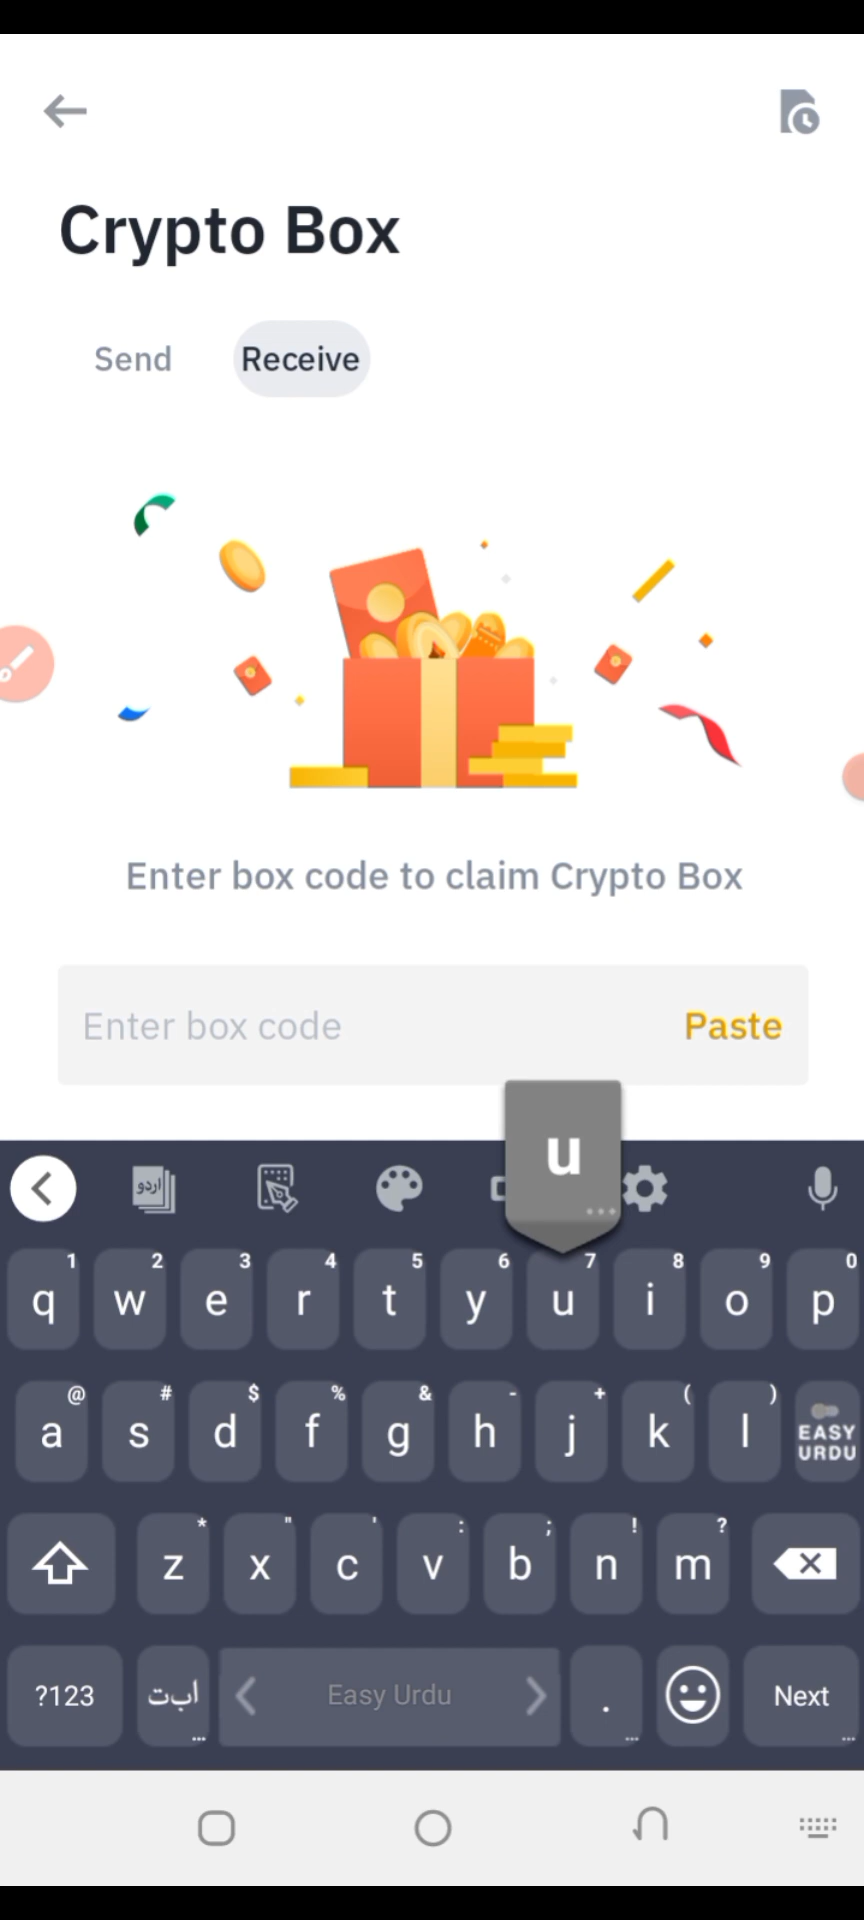 Crypto Box
Send Receive
Enter box code to claim Crypto Box
Enter box code Paste
u
...
اردو
1 2 3 4 5 6 7 8 9 0
q w e r t y u i o p
@ # $ % & - + ( )
a s d f g h j k l EASY URDU
* " ' : ; ! ?
z x c v b n m
?123 ا ب ت Easy Urdu . Next